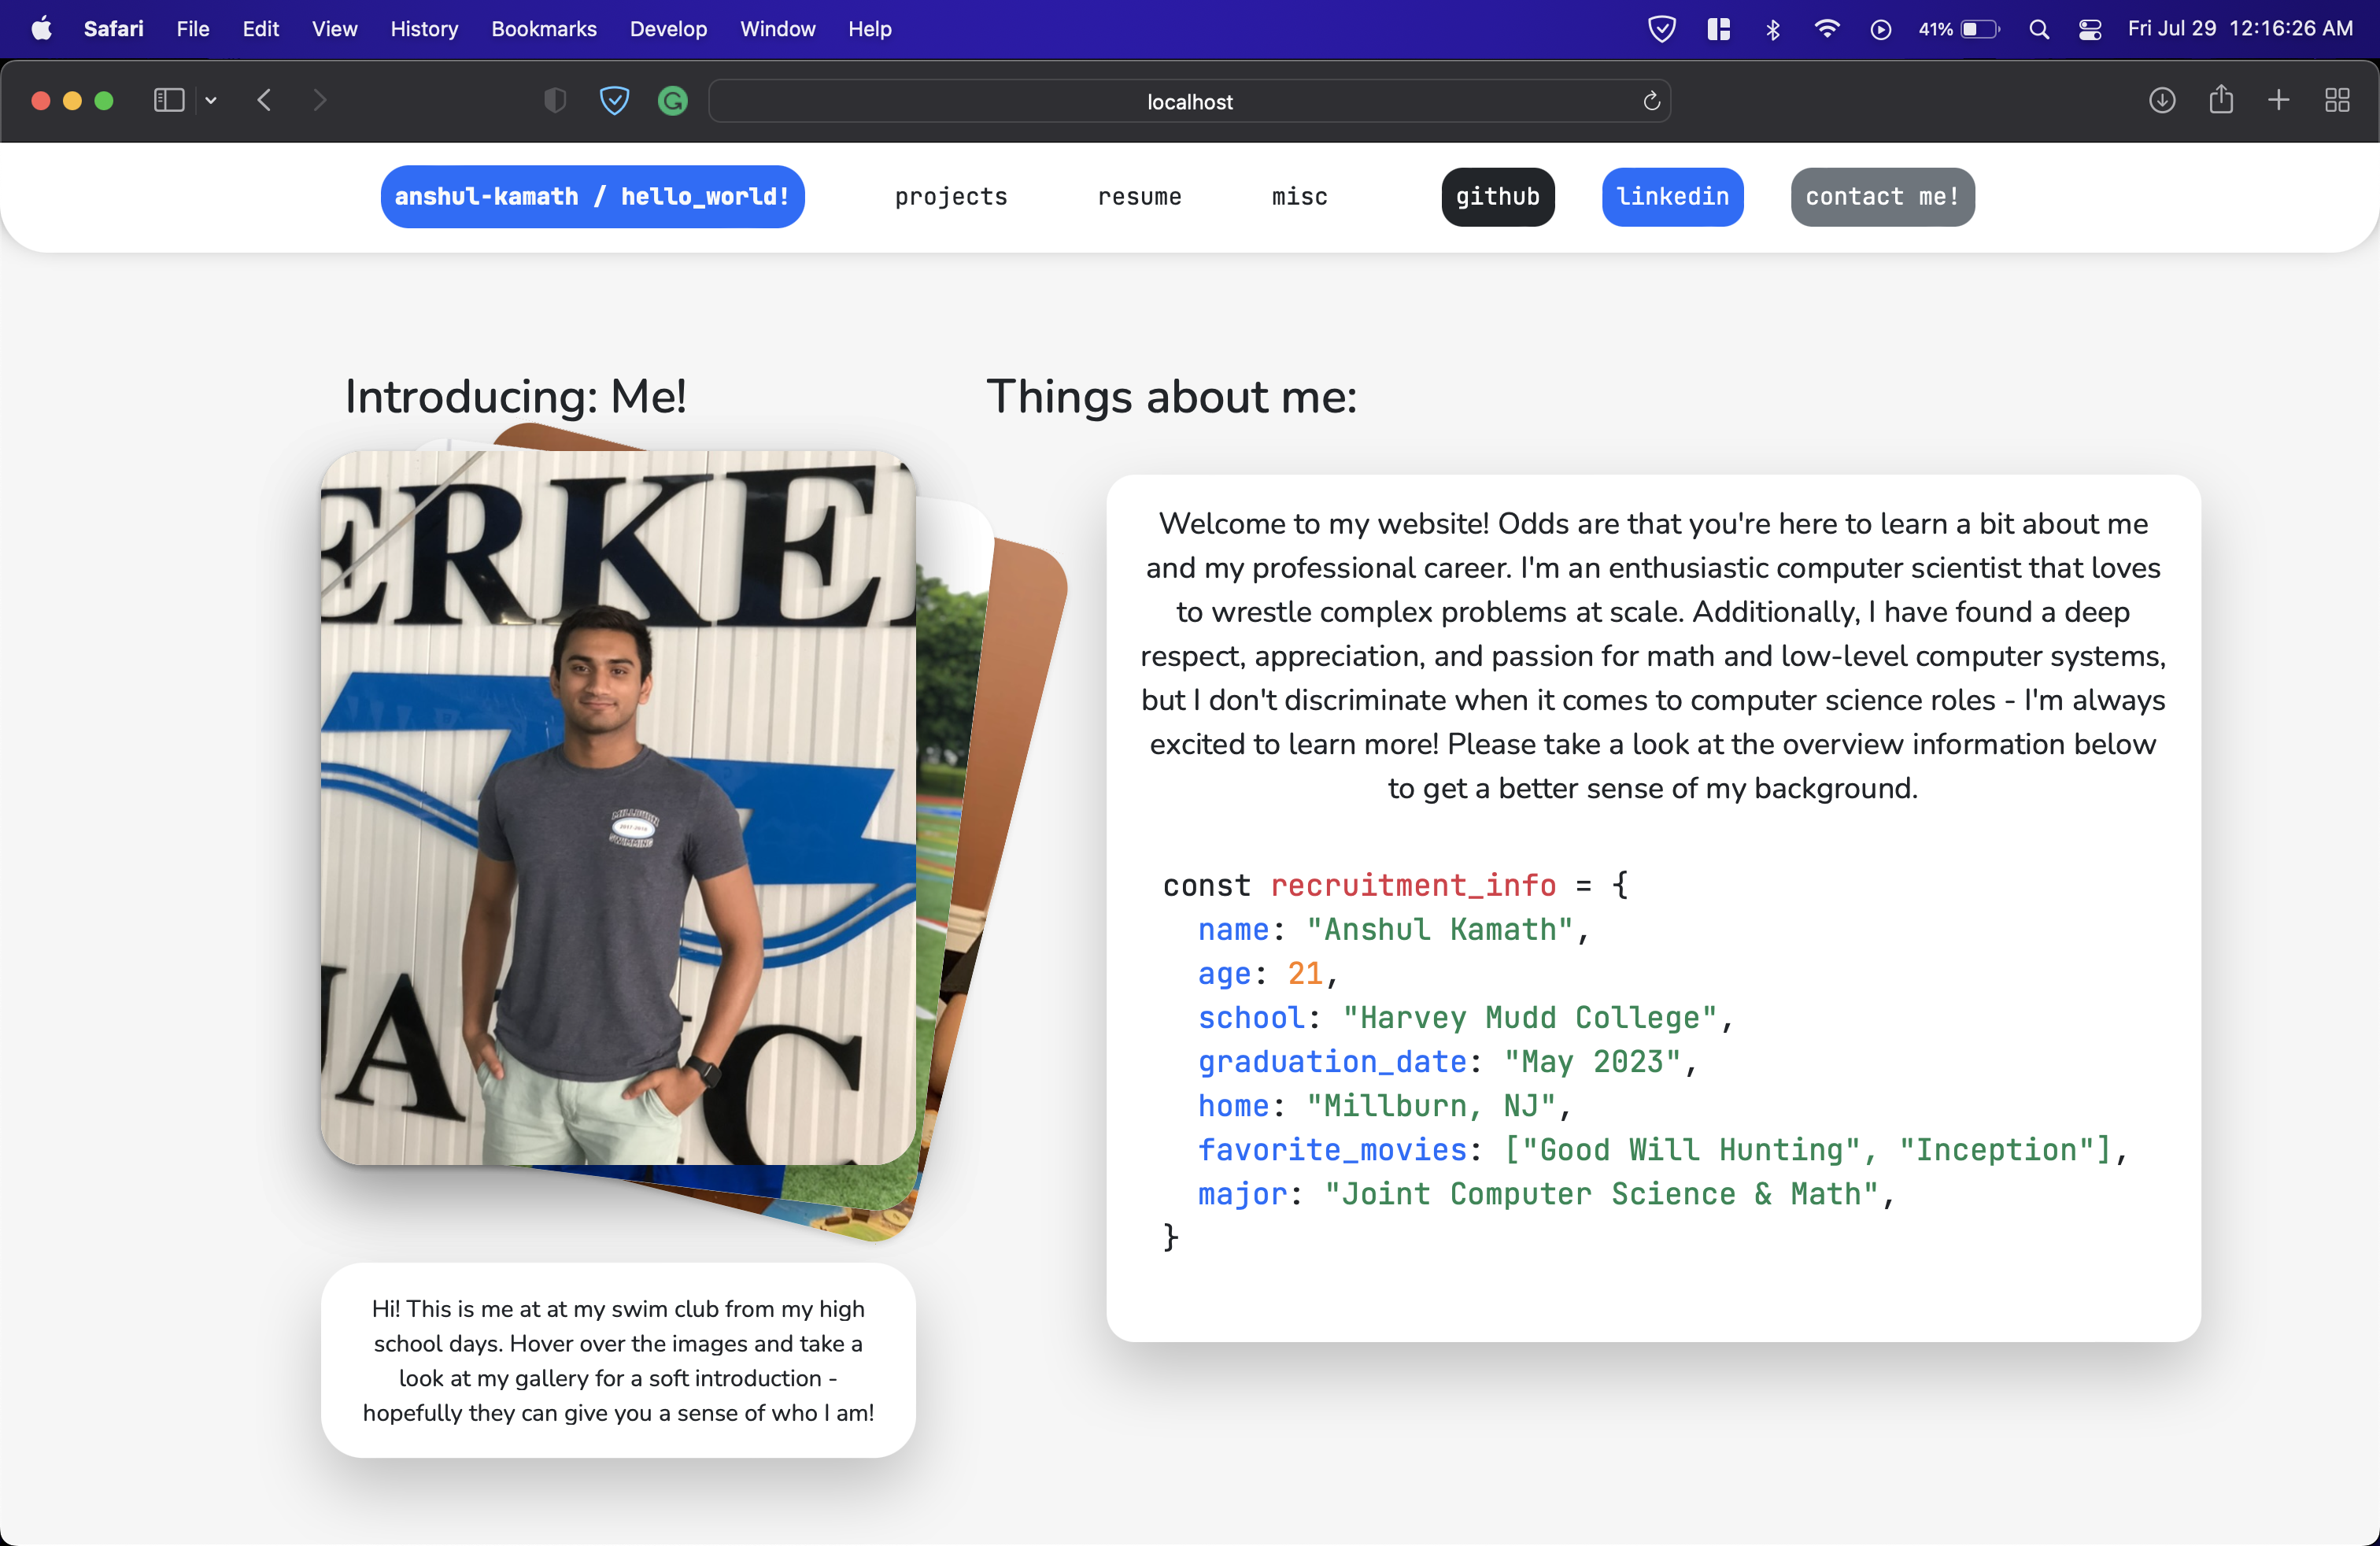 Safari File Edit View History Bookmarks Develop Window Help 41% Fri Jul 29 12:16:26 AM
localhost
anshul-kamath / hello_world! projects resume misc github linkedin contact me!
Introducing: Me!
ERKE
MILLBURN
2017-2018
SWIMMING
A
C
Hi! This is me at at my swim club from my high
school days. Hover over the images and take a
look at my gallery for a soft introduction -
hopefully they can give you a sense of who I am!
Things about me:
Welcome to my website! Odds are that you're here to learn a bit about me
and my professional career. I'm an enthusiastic computer scientist that loves
to wrestle complex problems at scale. Additionally, I have found a deep
respect, appreciation, and passion for math and low-level computer systems,
but I don't discriminate when it comes to computer science roles - I'm always
excited to learn more! Please take a look at the overview information below
to get a better sense of my background.
const recruitment_info = {
name: "Anshul Kamath",
age: 21,
school: "Harvey Mudd College",
graduation_date: "May 2023",
home: "Millburn, NJ",
favorite_movies: ["Good Will Hunting", "Inception"],
major: "Joint Computer Science & Math",
}